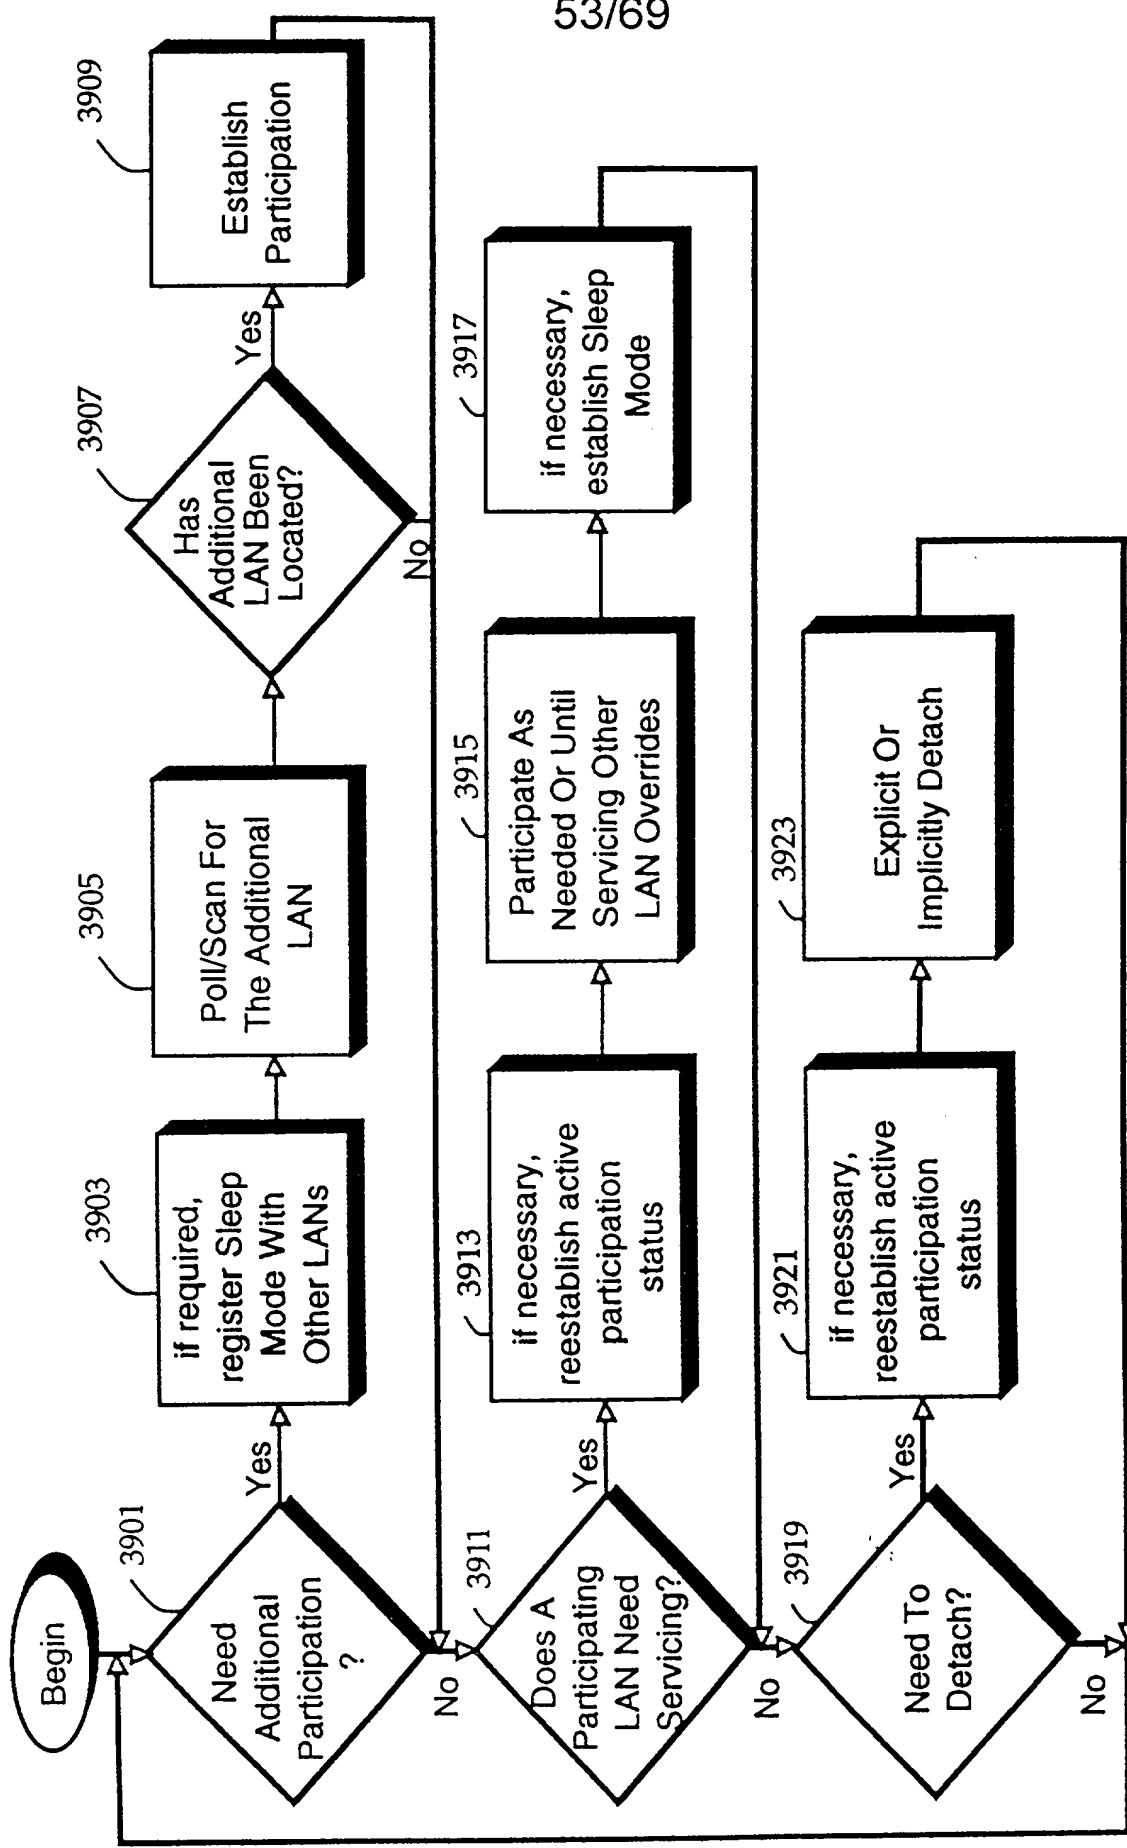 53/69
Begin
3901
Need
Additional
Participation
?
Yes
No
3903
if required,
register Sleep
Mode With
Other LANs
3905
Poll/Scan For
The Additional
LAN
3907
Has
Additional
LAN Been
Located?
Yes
No
3909
Establish
Participation
3911
Does A
Participating
LAN Need
Servicing?
Yes
No
3913
if necessary,
reestablish active
participation
status
3915
Participate As
Needed Or Until
Servicing Other
LAN Overrides
3917
if necessary,
establish Sleep
Mode
3919
Need To
Detach?
Yes
No
3921
if necessary,
reestablish active
participation
status
3923
Explicit Or
Implicitly Detach